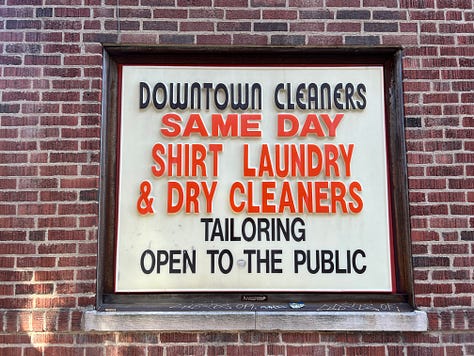 DOWNTOWN CLEANERS
SAME DAY
SHIRT LAUNDRY
& DRY CLEANERS
TAILORING
OPEN TO THE PUBLIC